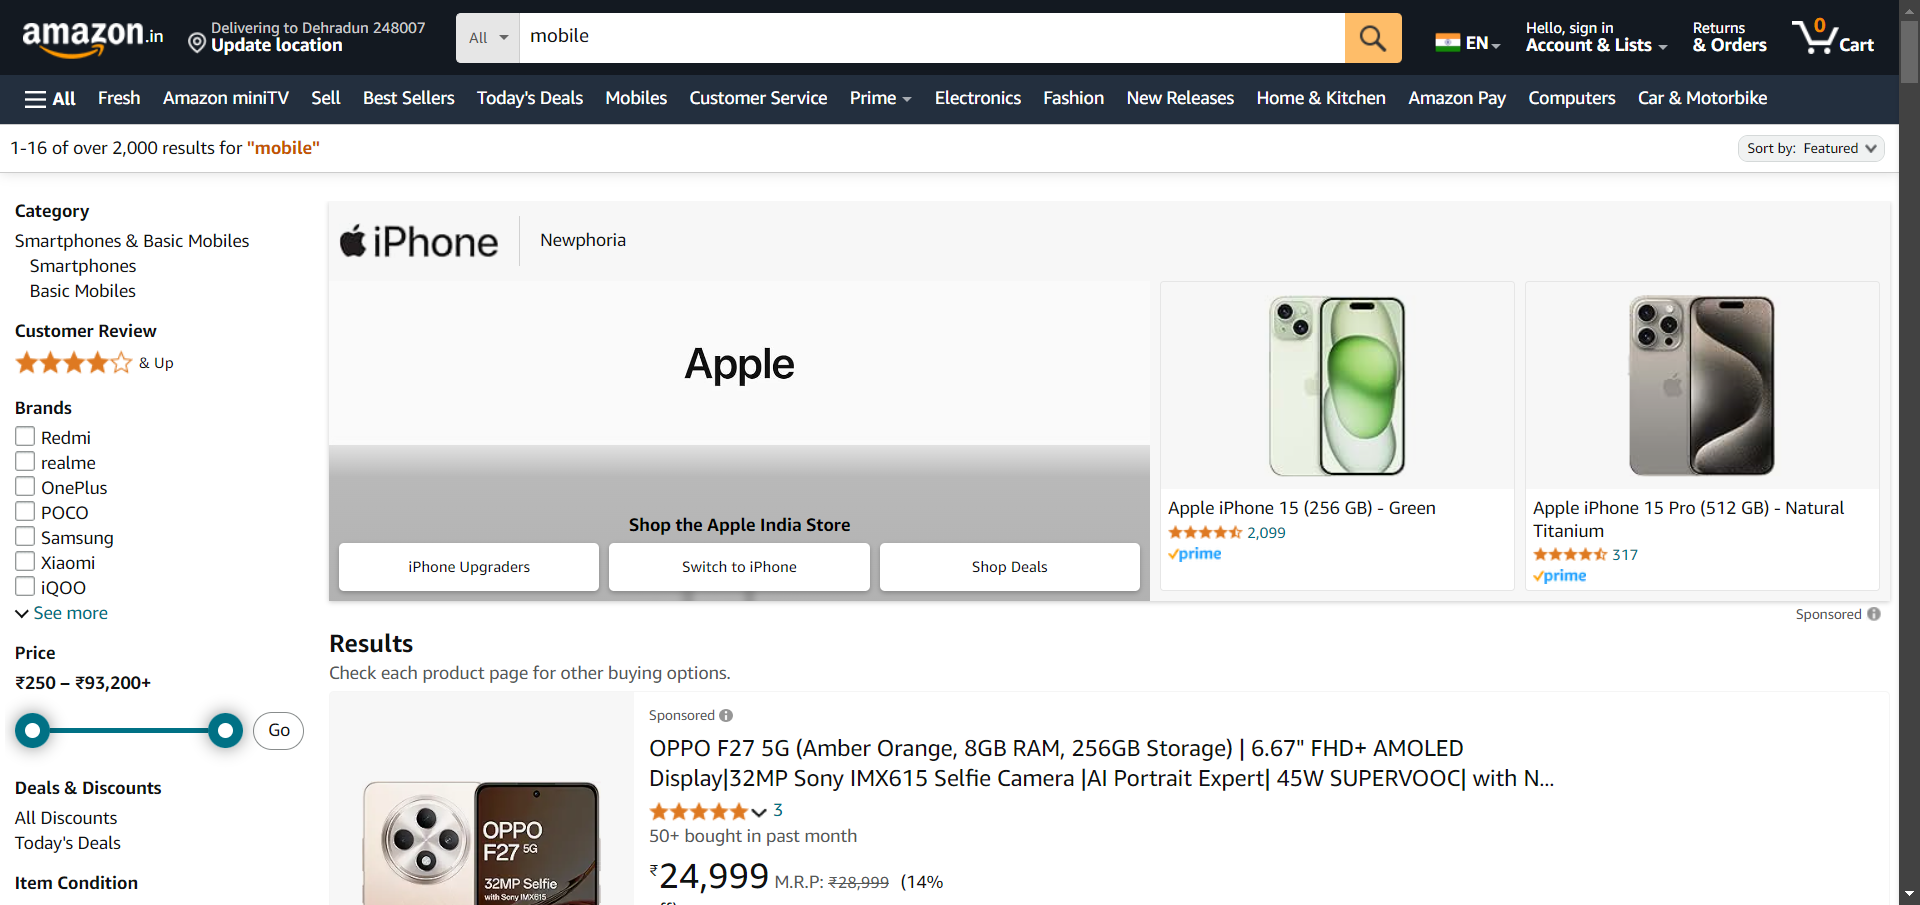 amazon.in
Delivering to Dehradun 248007
Update location
All
mobile
EN
Hello, sign in
Account & Lists
Returns
& Orders
0
Cart
All
Fresh
Amazon miniTV
Sell
Best Sellers
Today's Deals
Mobiles
Customer Service
Prime
Electronics
Fashion
New Releases
Home & Kitchen
Amazon Pay
Computers
Car & Motorbike
1-16 of over 2,000 results for "mobile"
Sort by: Featured
Category
Smartphones & Basic Mobiles
Smartphones
Basic Mobiles
Customer Review
& Up
Brands
Redmi
realme
OnePlus
POCO
Samsung
Xiaomi
iQOO
See more
Price
₹250 – ₹93,200+
Go
Deals & Discounts
All Discounts
Today's Deals
Item Condition
iPhone
Newphoria
Apple
Shop the Apple India Store
iPhone Upgraders
Switch to iPhone
Shop Deals
Apple iPhone 15 (256 GB) - Green
2,099
prime
Apple iPhone 15 Pro (512 GB) - Natural
Titanium
317
prime
Sponsored
Results
Check each product page for other buying options.
OPPO
F27 5G
32MP Selfie
with Sony IMX615
Sponsored
OPPO F27 5G (Amber Orange, 8GB RAM, 256GB Storage) | 6.67" FHD+ AMOLED
Display|32MP Sony IMX615 Selfie Camera |AI Portrait Expert| 45W SUPERVOOC| with N...
3
50+ bought in past month
₹24,999 M.R.P: ₹28,999 (14%